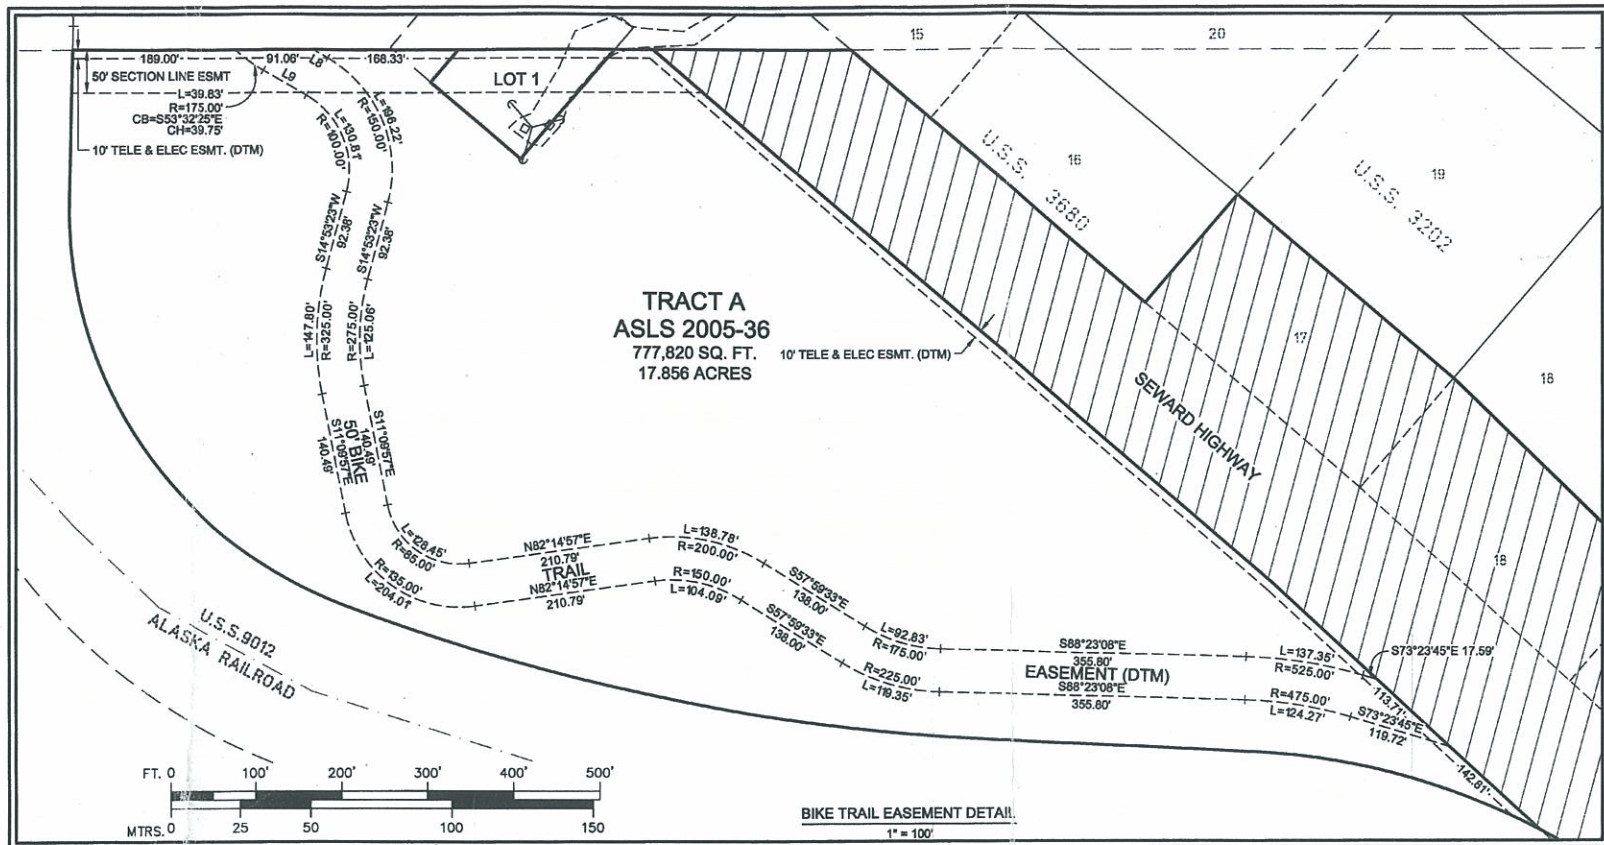 15
20
189.00'
91.06'
L8
168.33'
50' SECTION LINE ESMT
L9
LOT 1
L=39.83'
R=175.00'
CB=S53°32'25"E
CH=39.75'
10' TELE & ELEC ESMT. (DTM)
L=196.22'
R=150.00'
L=130.81'
R=100.00'
U.S.S. 3680
16
U.S.S. 3202
19
S14°53'23"W
92.38'
S14°53'23"W
92.38'
TRACT A
ASLS 2005-36
777,820 SQ. FT.
17.856 ACRES
10' TELE & ELEC ESMT. (DTM)
L=147.80'
R=325.00'
R=275.00'
L=125.06'
17
18
SEWARD HIGHWAY
S11°09'57"E
140.49'
50' BIKE
S11°09'57"E
140.49'
L=128.45'
R=85.00'
R=135.00'
L=204.01'
N82°14'57"E
210.79'
TRAIL
N82°14'57"E
210.79'
L=138.78'
R=200.00'
R=150.00'
L=104.09'
S57°59'33"E
138.00'
S57°59'33"E
138.00'
18
L=92.83'
R=175.00'
R=225.00'
L=119.35'
S88°23'08"E
355.80'
EASEMENT (DTM)
S88°23'08"E
355.80'
L=137.35'
R=525.00'
S73°23'45"E 17.59'
R=475.00'
L=124.27'
113.71'
S73°23'45"E
119.72'
142.81'
U.S.S.9012
ALASKA RAILROAD
FT. 0 100' 200' 300' 400' 500'
MTRS. 0 25 50 100 150
BIKE TRAIL EASEMENT DETAIL
1" = 100'